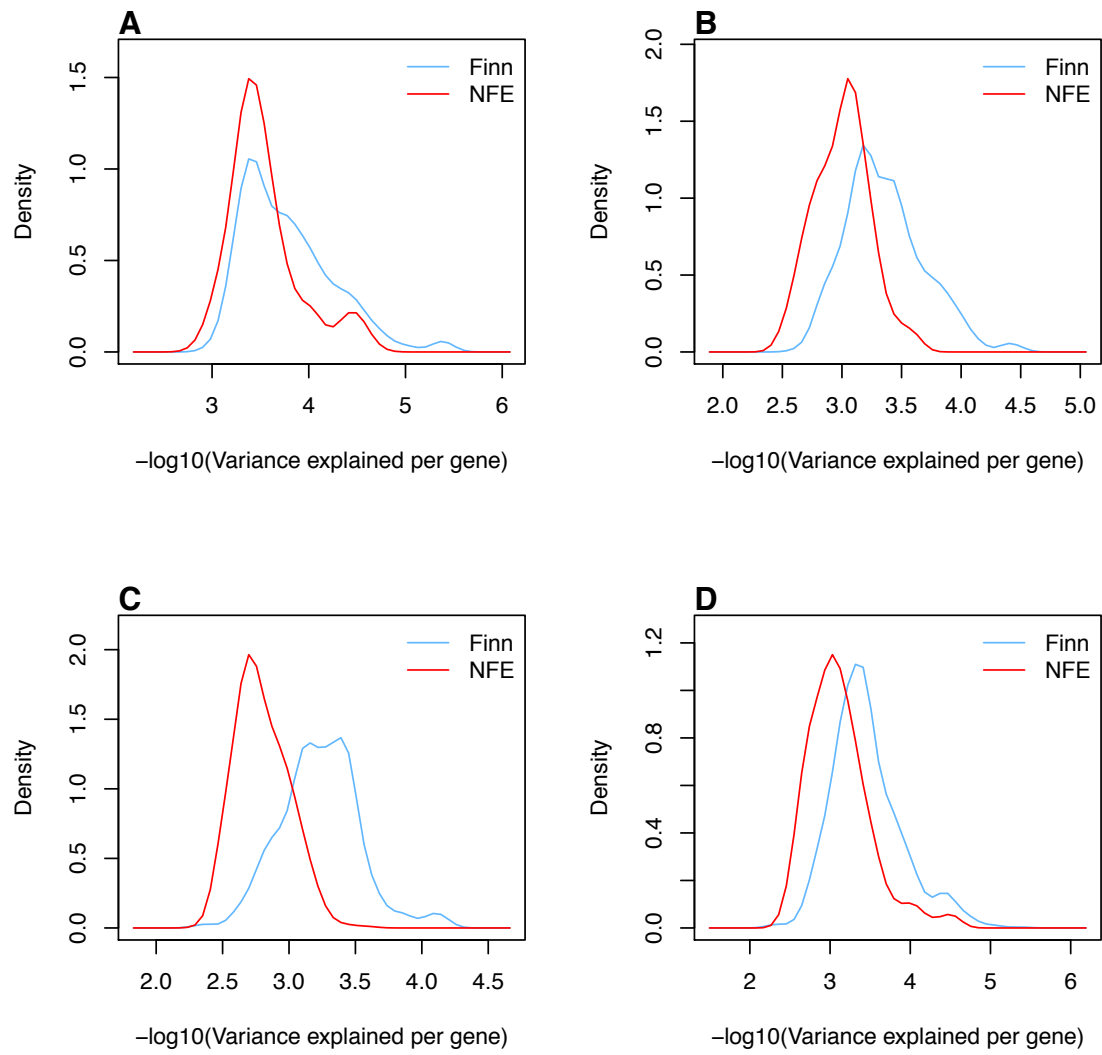 A
Finn
NFE
Density
0.0 0.5 1.0 1.5
3 4 5 6
−log10(Variance explained per gene)
B
Finn
NFE
Density
0.0 0.5 1.0 1.5 2.0
2.0 2.5 3.0 3.5 4.0 4.5 5.0
−log10(Variance explained per gene)
C
Finn
NFE
Density
0.0 0.5 1.0 1.5 2.0
2.0 2.5 3.0 3.5 4.0 4.5
−log10(Variance explained per gene)
D
Finn
NFE
Density
0.0 0.4 0.8 1.2
2 3 4 5 6
−log10(Variance explained per gene)